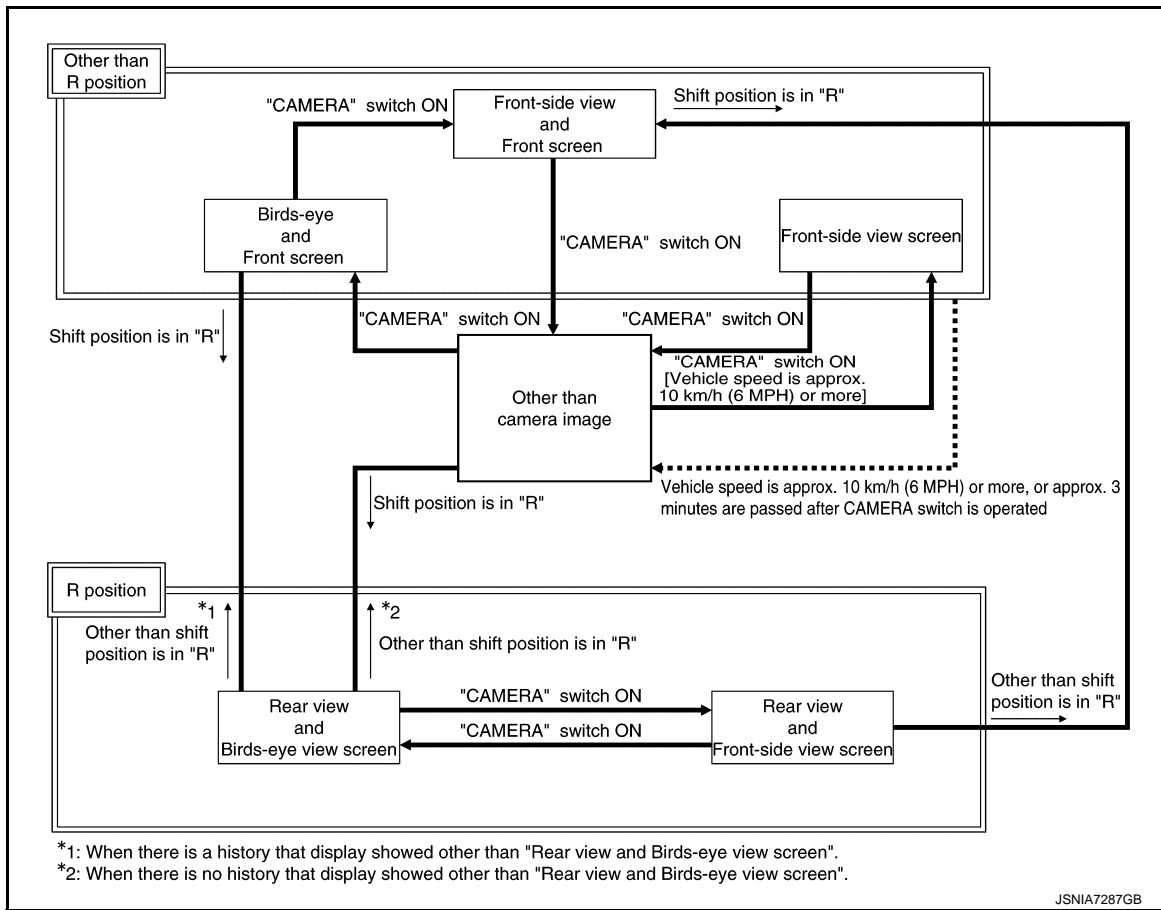 Other than
R position
"CAMERA" switch ON
Front-side view
and
Front screen
Shift position is in "R"
Birds-eye
and
Front screen
"CAMERA" switch ON
Front-side view screen
Shift position is in "R"
"CAMERA" switch ON
"CAMERA" switch ON
"CAMERA" switch ON
[Vehicle speed is approx.
10 km/h (6 MPH) or more]
Other than
camera image
Shift position is in "R"
Vehicle speed is approx. 10 km/h (6 MPH) or more, or approx. 3
minutes are passed after CAMERA switch is operated
R position
*1
Other than shift
position is in "R"
*2
Other than shift position is in "R"
Rear view
and
Birds-eye view screen
"CAMERA" switch ON
"CAMERA" switch ON
Rear view
and
Front-side view screen
Other than shift
position is in "R"
*1: When there is a history that display showed other than "Rear view and Birds-eye view screen".
*2: When there is no history that display showed other than "Rear view and Birds-eye view screen".
JSNIA7287GB